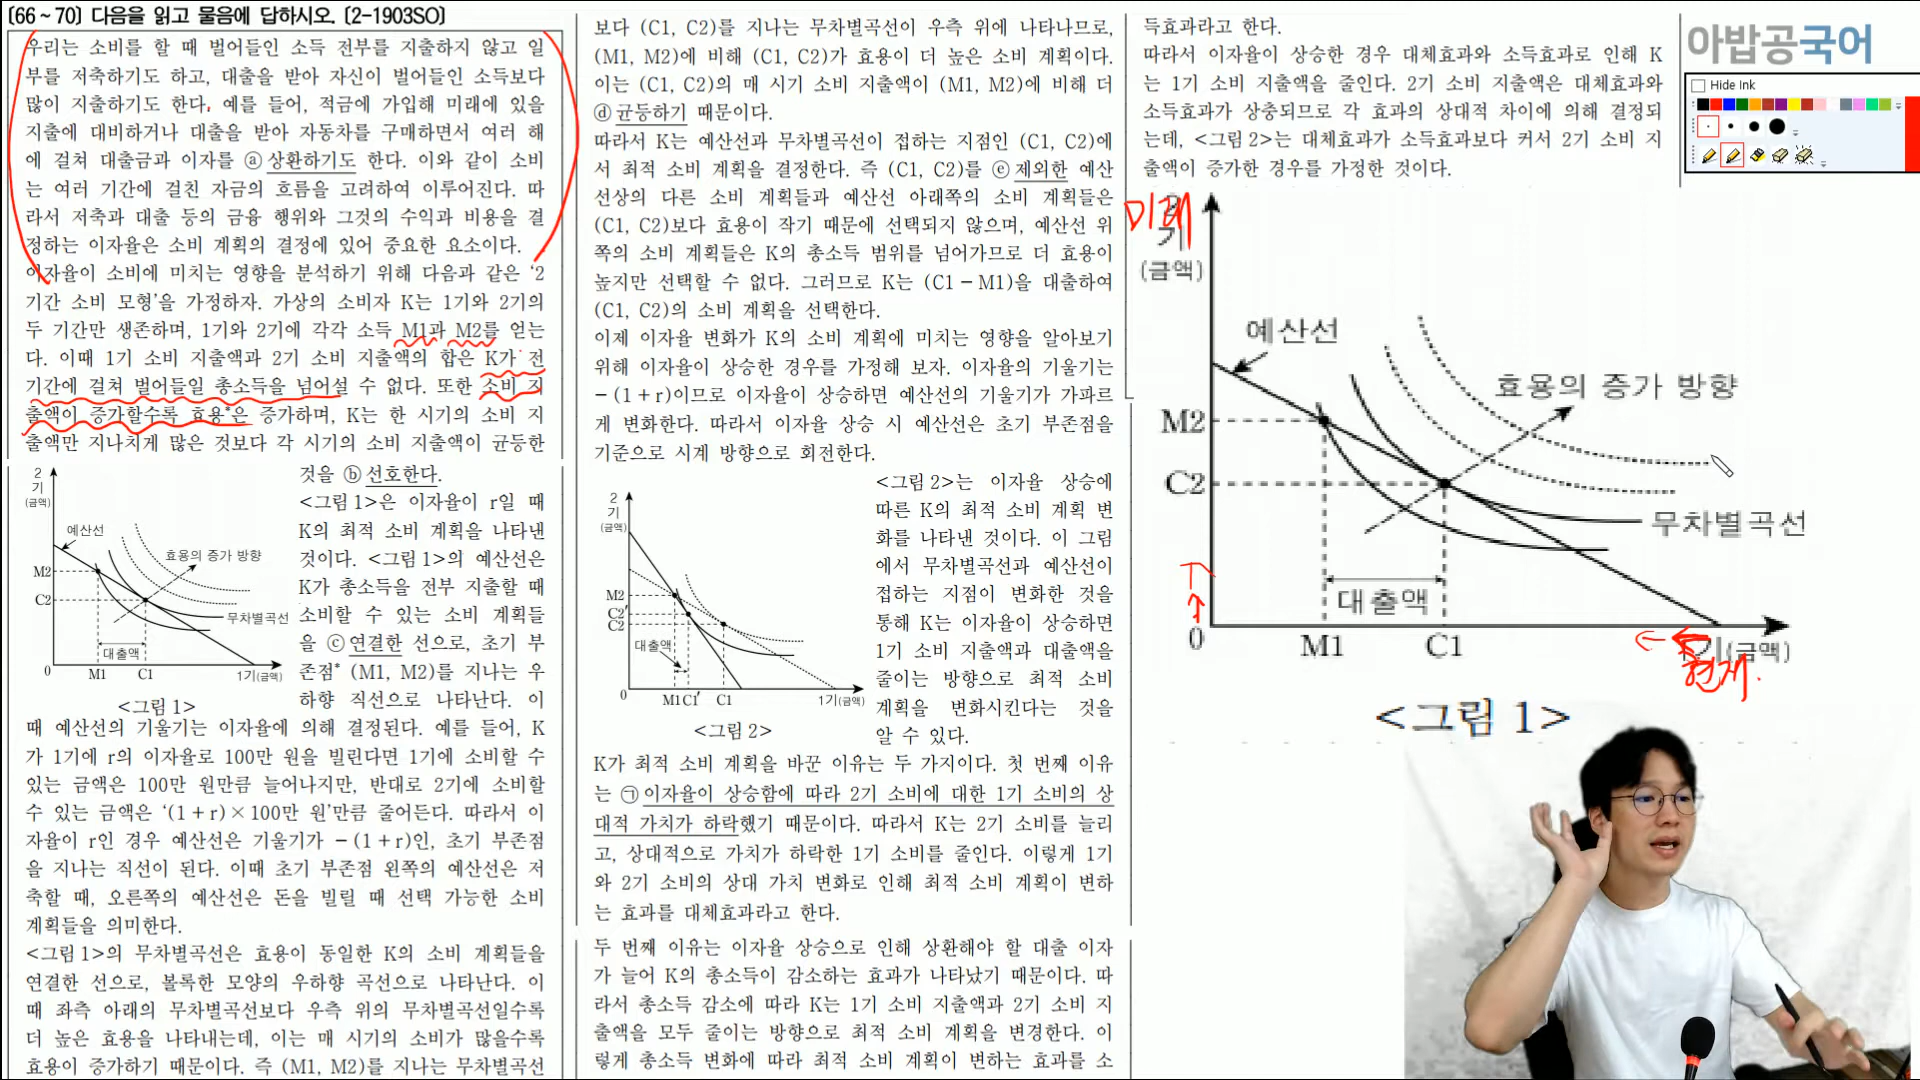 [66~70] 다음을 읽고 물음에 답하시오. [2-1903SO]
우리는 소비를 할 때 벌어들인 소득 전부를 지출하지 않고 일
부를 저축하기도 하고, 대출을 받아 자신이 벌어들인 소득보다
많이 지출하기도 한다. 예를 들어, 적금에 가입해 미래에 있을
지출에 대비하거나 대출을 받아 자동차를 구매하면서 여러 해
에 걸쳐 대출금과 이자를 ⓐ 상환하기도 한다. 이와 같이 소비
는 여러 기간에 걸친 자금의 흐름을 고려하여 이루어진다. 따
라서 저축과 대출 등의 금융 행위와 그것의 수익과 비용을 결
정하는 이자율은 소비 계획의 결정에 있어 중요한 요소이다.
이자율이 소비에 미치는 영향을 분석하기 위해 다음과 같은 '2
기간 소비 모형'을 가정하자. 가상의 소비자 K는 1기와 2기의
두 기간만 생존하며, 1기와 2기에 각각 소득 M1과 M2를 얻는
다. 이때 1기 소비 지출액과 2기 소비 지출액의 합은 K가 전
기간에 걸쳐 벌어들일 총소득을 넘어설 수 없다. 또한 소비 지
출액이 증가할수록 효용*은 증가하며, K는 한 시기의 소비 지
출액만 지나치게 많은 것보다 각 시기의 소비 지출액이 균등한
것을 ⓑ 선호한다.
<그림 1>은 이자율이 r일 때
K의 최적 소비 계획을 나타낸
것이다. <그림 1>의 예산선은
K가 총소득을 전부 지출할 때
소비할 수 있는 소비 계획들
을 ⓒ 연결한 선으로, 초기 부
존점* (M1, M2)를 지나는 우
하향 직선으로 나타난다. 이
2
기
(금액)
예산선
효용의 증가 방향
M2
C2
무차별곡선
대출액
0
M1
C1
1기(금액)
<그림 1>
때 예산선의 기울기는 이자율에 의해 결정된다. 예를 들어, K
가 1기에 r의 이자율로 100만 원을 빌린다면 1기에 소비할 수
있는 금액은 100만 원만큼 늘어나지만, 반대로 2기에 소비할
수 있는 금액은 '(1+r)×100만 원'만큼 줄어든다. 따라서 이
자율이 r인 경우 예산선은 기울기가 -(1+r)인, 초기 부존점
을 지나는 직선이 된다. 이때 초기 부존점 왼쪽의 예산선은 저
축할 때, 오른쪽의 예산선은 돈을 빌릴 때 선택 가능한 소비
계획들을 의미한다.
<그림 1>의 무차별곡선은 효용이 동일한 K의 소비 계획들을
연결한 선으로, 볼록한 모양의 우하향 곡선으로 나타난다. 이
때 좌측 아래의 무차별곡선보다 우측 위의 무차별곡선일수록
더 높은 효용을 나타내는데, 이는 매 시기의 소비가 많을수록
효용이 증가하기 때문이다. 즉 (M1, M2)를 지나는 무차별곡선
보다 (C1, C2)를 지나는 무차별곡선이 우측 위에 나타나므로,
(M1, M2)에 비해 (C1, C2)가 효용이 더 높은 소비 계획이다.
이는 (C1, C2)의 매 시기 소비 지출액이 (M1, M2)에 비해 더
ⓓ 균등하기 때문이다.
따라서 K는 예산선과 무차별곡선이 접하는 지점인 (C1, C2)에
서 최적 소비 계획을 결정한다. 즉 (C1, C2)를 ⓔ 제외한 예산
선상의 다른 소비 계획들과 예산선 아래쪽의 소비 계획들은
(C1, C2)보다 효용이 작기 때문에 선택되지 않으며, 예산선 위
쪽의 소비 계획들은 K의 총소득 범위를 넘어가므로 더 효용이
높지만 선택할 수 없다. 그러므로 K는 (C1-M1)을 대출하여
(C1, C2)의 소비 계획을 선택한다.
이제 이자율 변화가 K의 소비 계획에 미치는 영향을 알아보기
위해 이자율이 상승한 경우를 가정해 보자. 이자율의 기울기는
-(1+r)이므로 이자율이 상승하면 예산선의 기울기가 가파르
게 변화한다. 따라서 이자율 상승 시 예산선은 초기 부존점을
기준으로 시계 방향으로 회전한다.
2
기
(금액)
M2
C2'
C2
대출액
0
M1 C1'
C1
1기(금액)
<그림 2>
<그림 2>는 이자율 상승에
따른 K의 최적 소비 계획 변
화를 나타낸 것이다. 이 그림
에서 무차별곡선과 예산선이
접하는 지점이 변화한 것을
통해 K는 이자율이 상승하면
1기 소비 지출액과 대출액을
줄이는 방향으로 최적 소비
계획을 변화시킨다는 것을
알 수 있다.
K가 최적 소비 계획을 바꾼 이유는 두 가지이다. 첫 번째 이유
는 ㉠ 이자율이 상승함에 따라 2기 소비에 대한 1기 소비의 상
대적 가치가 하락했기 때문이다. 따라서 K는 2기 소비를 늘리
고, 상대적으로 가치가 하락한 1기 소비를 줄인다. 이렇게 1기
와 2기 소비의 상대 가치 변화로 인해 최적 소비 계획이 변하
는 효과를 대체효과라고 한다.
두 번째 이유는 이자율 상승으로 인해 상환해야 할 대출 이자
가 늘어 K의 총소득이 감소하는 효과가 나타났기 때문이다. 따
라서 총소득 감소에 따라 K는 1기 소비 지출액과 2기 소비 지
출액을 모두 줄이는 방향으로 최적 소비 계획을 변경한다. 이
렇게 총소득 변화에 따라 최적 소비 계획이 변하는 효과를 소
득효과라고 한다.
따라서 이자율이 상승한 경우 대체효과와 소득효과로 인해 K
는 1기 소비 지출액을 줄인다. 2기 소비 지출액은 대체효과와
소득효과가 상충되므로 각 효과의 상대적 차이에 의해 결정되
는데, <그림 2>는 대체효과가 소득효과보다 커서 2기 소비 지
출액이 증가한 경우를 가정한 것이다.
미래
기
(금액)
예산선
효용의 증가 방향
M2
C2
무차별곡선
대출액
0
M1
C1
기(금액)
현재.
<그림 1>
아밥공국어
Hide Ink